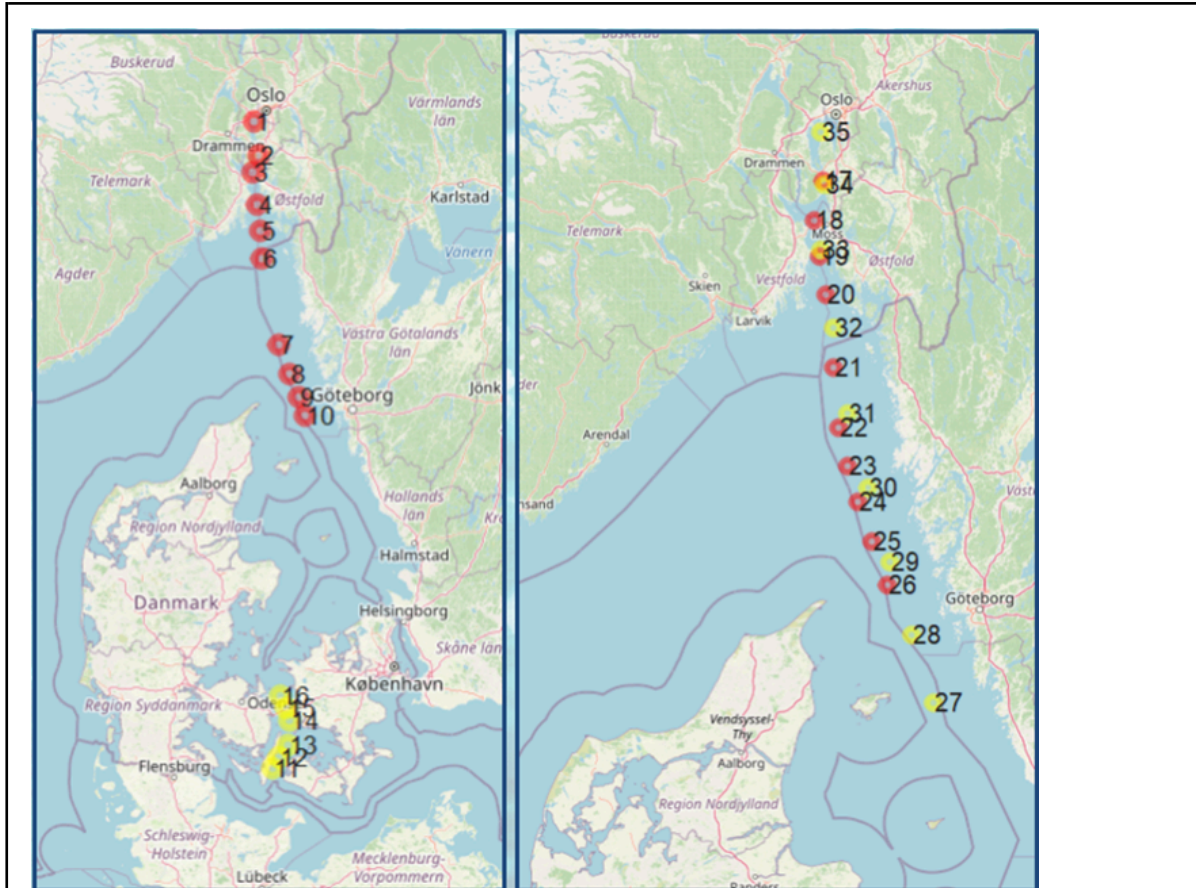 Buskerud
Oslo
Värmlands
län
1
Drammen
2
3
Telemark
Østfold
Karlstad
4
5
6
Vänern
Agder
7
Västra Götalands
län
8
9
Göteborg
Jönk
10
Aalborg
Hallands
län
Region Nordjylland
Halmstad
Danmark
Helsingborg
Skåne län
København
16
Region Syddanmark
15
14
13
12
11
Flensburg
Schleswig-
Holstein
Mecklenburg-
Vorpommern
Lübeck
Akershus
Oslo
35
Drammen
17
34
18
Telemark
Moss
33
19
Østfold
Skien
Vestfold
20
Larvik
32
21
der
31
22
Arendal
23
30
24
nsand
25
29
26
Göteborg
28
27
Vendsyssel-
Thy
Aalborg
Region Nordjylland